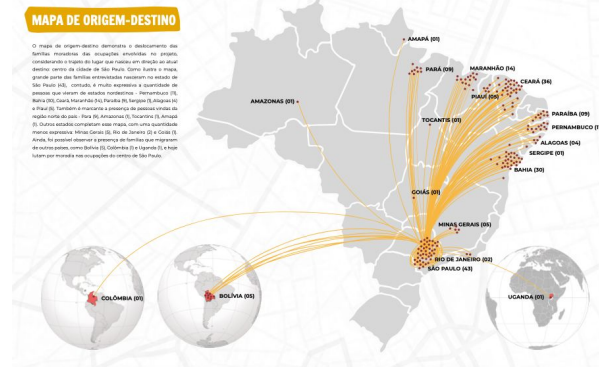 MAPA DE ORIGEM-DESTINO
O mapa de origem-destino demonstra o deslocamento das
famílias moradoras das ocupações envolvidas no projeto,
considerando o trajeto do lugar que nasceu em direção ao atual
destino: centro da cidade de São Paulo. Como ilustra o mapa,
grande parte das famílias entrevistadas nasceram no estado de
São Paulo (43), contudo, é muito expressiva a quantidade de
pessoas que vieram de estados nordestinos - Pernambuco
Bahia (30), Ceará, Maranhão (14), Paraíba (9), Sergipe (1), Alagoas (4)
e Piauí (5). Também é marcante a presença de pessoas vindas da
região norte do país - Pará (9), Amazonas (1), Tocantins (1), Amapá
(1). Outros estados completam esse mapa, com uma quantidade
menos expressiva: Minas Gerais (5), Rio de Janeiro (2) e Goiás (1).
Ainda, foi possível observar a presença de famílias que migraram
de outros países, como Bolívia (5), Colômbia (1) e Uganda (1), e hoje
lutam por moradia nas ocupações do centro de São Paulo.
AMAPÁ (01)
PARÁ (09)
MARANHÃO (14)
CEARÁ (36)
PIAUÍ (05)
AMAZONAS (01)
TOCANTIS (01)
PARAÍBA (09)
PERNAMBUCO
ALAGOAS (04)
SERGIPE (01)
BAHIA (30)
GOIÁS (01)
MINAS GERAIS (05)
RIO DE JANEIRO (02)
SÃO PAULO (43)
COLÔMBIA (01)
BOLÍVIA (05)
UGANDA (01)